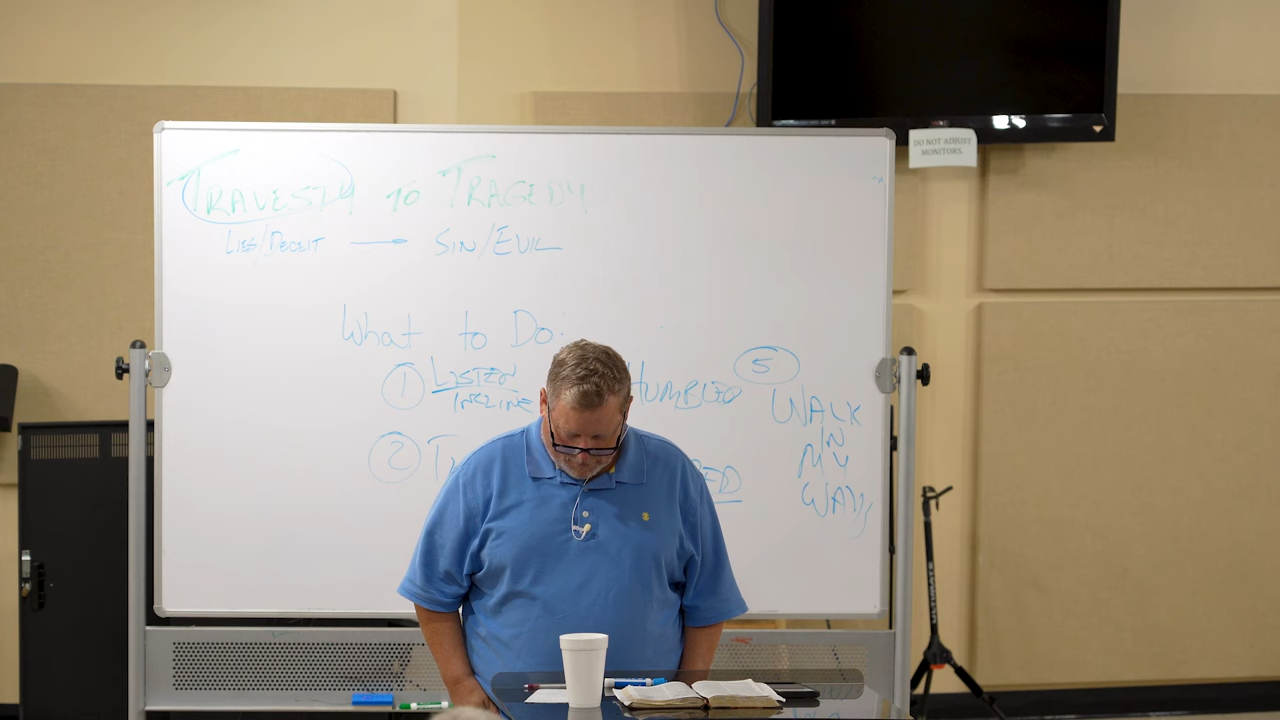 TRAVESTY TO TRAGEDY
LIES/DECEIT → SIN/EVIL
What to Do:
① LISTEN
INCLINE
②
HUMBLED
⑤
WALK
IN
MY
WAYS
DO NOT ADJUST
MONITORS.
ULTIMATE